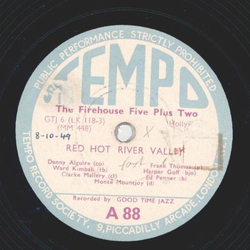 PUBLIC PERFORMANCE STRICTLY PROHIBITED
TEMPO
The Firehouse Five Plus Two
GTJ 6 (LK 118-3)
(MM 448)
8-10-49
RED HOT RIVER VALLEY
Danny Alguire (co)
Frank Thomas
Ward Kimball (tb)
Harper Goff (bjo)
Clarke Mallery (cl)
Ed Penner (bb)
Monte Mountjoy (d)
Recorded by GOOD TIME JAZZ
A 88
TEMPO RECORD SOCIETY, 9, PICCADILLY ARCADE, LONDON